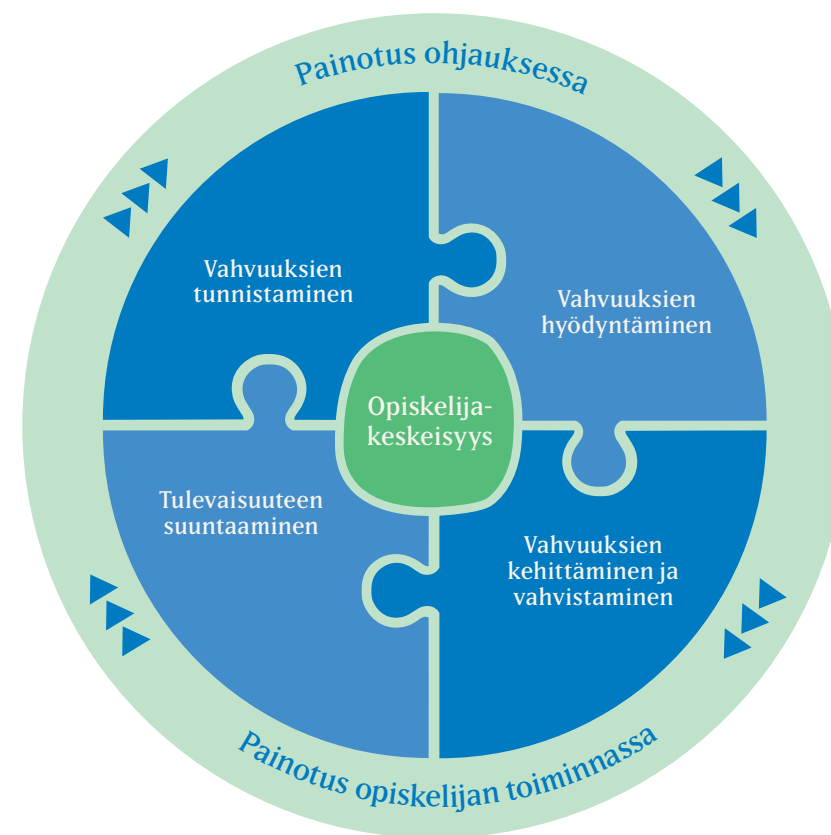 Painotus ohjauksessa
Vahvuuksien
tunnistaminen
Vahvuuksien
hyödyntäminen
Opiskelija-
keskeisyys
Tulevaisuuteen
suuntaaminen
Vahvuuksien
kehittäminen ja
vahvistaminen
Painotus opiskelijan toiminnassa